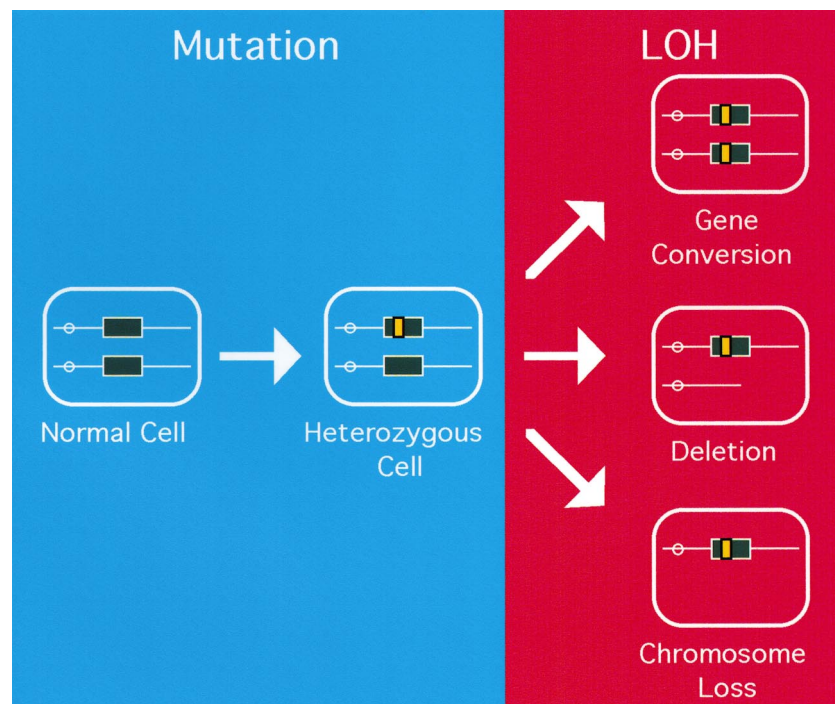 Mutation
LOH
Gene
Conversion
Normal Cell
Heterozygous
Cell
Deletion
Chromosome
Loss